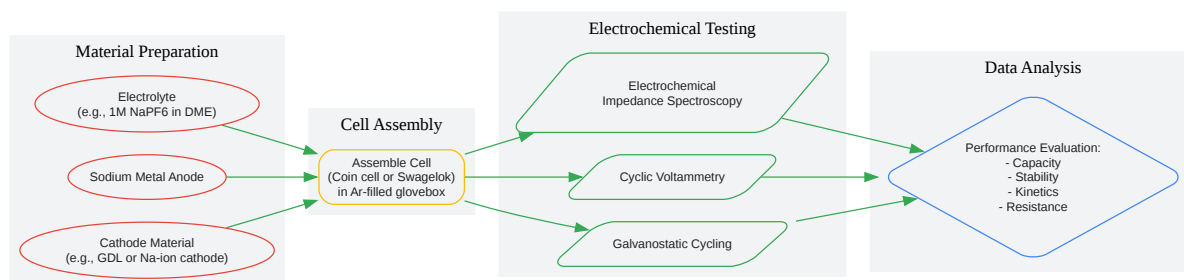 Material Preparation
Electrolyte
(e.g., 1M NaPF6 in DME)
Sodium Metal Anode
Cathode Material
(e.g., GDL or Na-ion cathode)
Cell Assembly
Assemble Cell
(Coin cell or Swagelok)
in Ar-filled glovebox
Electrochemical Testing
Electrochemical
Impedance Spectroscopy
Cyclic Voltammetry
Galvanostatic Cycling
Data Analysis
Performance Evaluation:
- Capacity
- Stability
- Kinetics
- Resistance